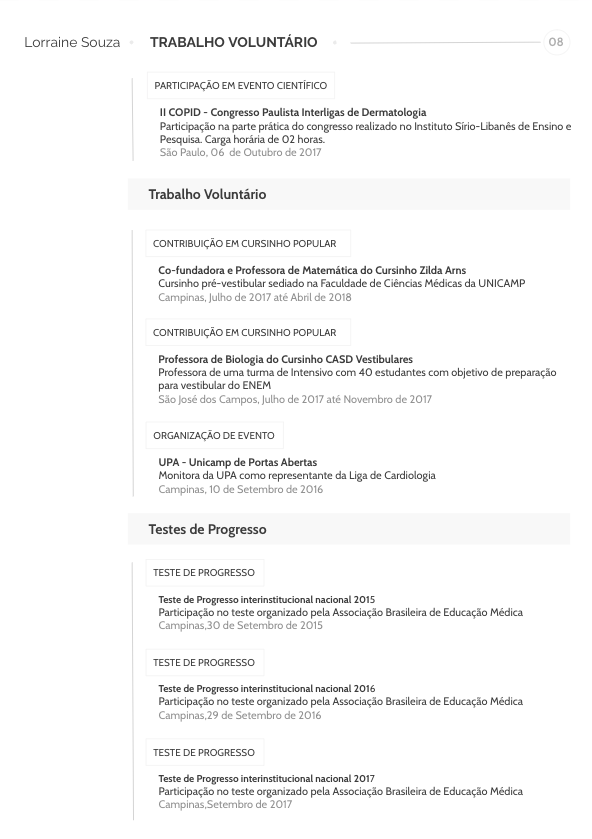 Lorraine Souza TRABALHO VOLUNTÁRIO 08
PARTICIPAÇÃO EM EVENTO CIENTÍFICO
II COPID - Congresso Paulista Interligas de Dermatologia
Participação na parte prática do congresso realizado no Instituto Sírio-Libanês de Ensino e
Pesquisa. Carga horária de 02 horas.
São Paulo, 06 de Outubro de 2017
Trabalho Voluntário
CONTRIBUIÇÃO EM CURSINHO POPULAR
Co-fundadora e Professora de Matemática do Cursinho Zilda Arns
Cursinho pré-vestibular sediado na Faculdade de Ciências Médicas da UNICAMP
Campinas, Julho de 2017 até Abril de 2018
CONTRIBUIÇÃO EM CURSINHO POPULAR
Professora de Biologia do Cursinho CASD Vestibulares
Professora de uma turma de Intensivo com 40 estudantes com objetivo de preparação
para vestibular do ENEM
São José dos Campos, Julho de 2017 até Novembro de 2017
ORGANIZAÇÃO DE EVENTO
UPA - Unicamp de Portas Abertas
Monitora da UPA como representante da Liga de Cardiologia
Campinas, 10 de Setembro de 2016
Testes de Progresso
TESTE DE PROGRESSO
Teste de Progresso interinstitucional nacional 2015
Participação no teste organizado pela Associação Brasileira de Educação Médica
Campinas,30 de Setembro de 2015
TESTE DE PROGRESSO
Teste de Progresso interinstitucional nacional 2016
Participação no teste organizado pela Associação Brasileira de Educação Médica
Campinas,29 de Setembro de 2016
TESTE DE PROGRESSO
Teste de Progresso interinstitucional nacional 2017
Participação no teste organizado pela Associação Brasileira de Educação Médica
Campinas,Setembro de 2017